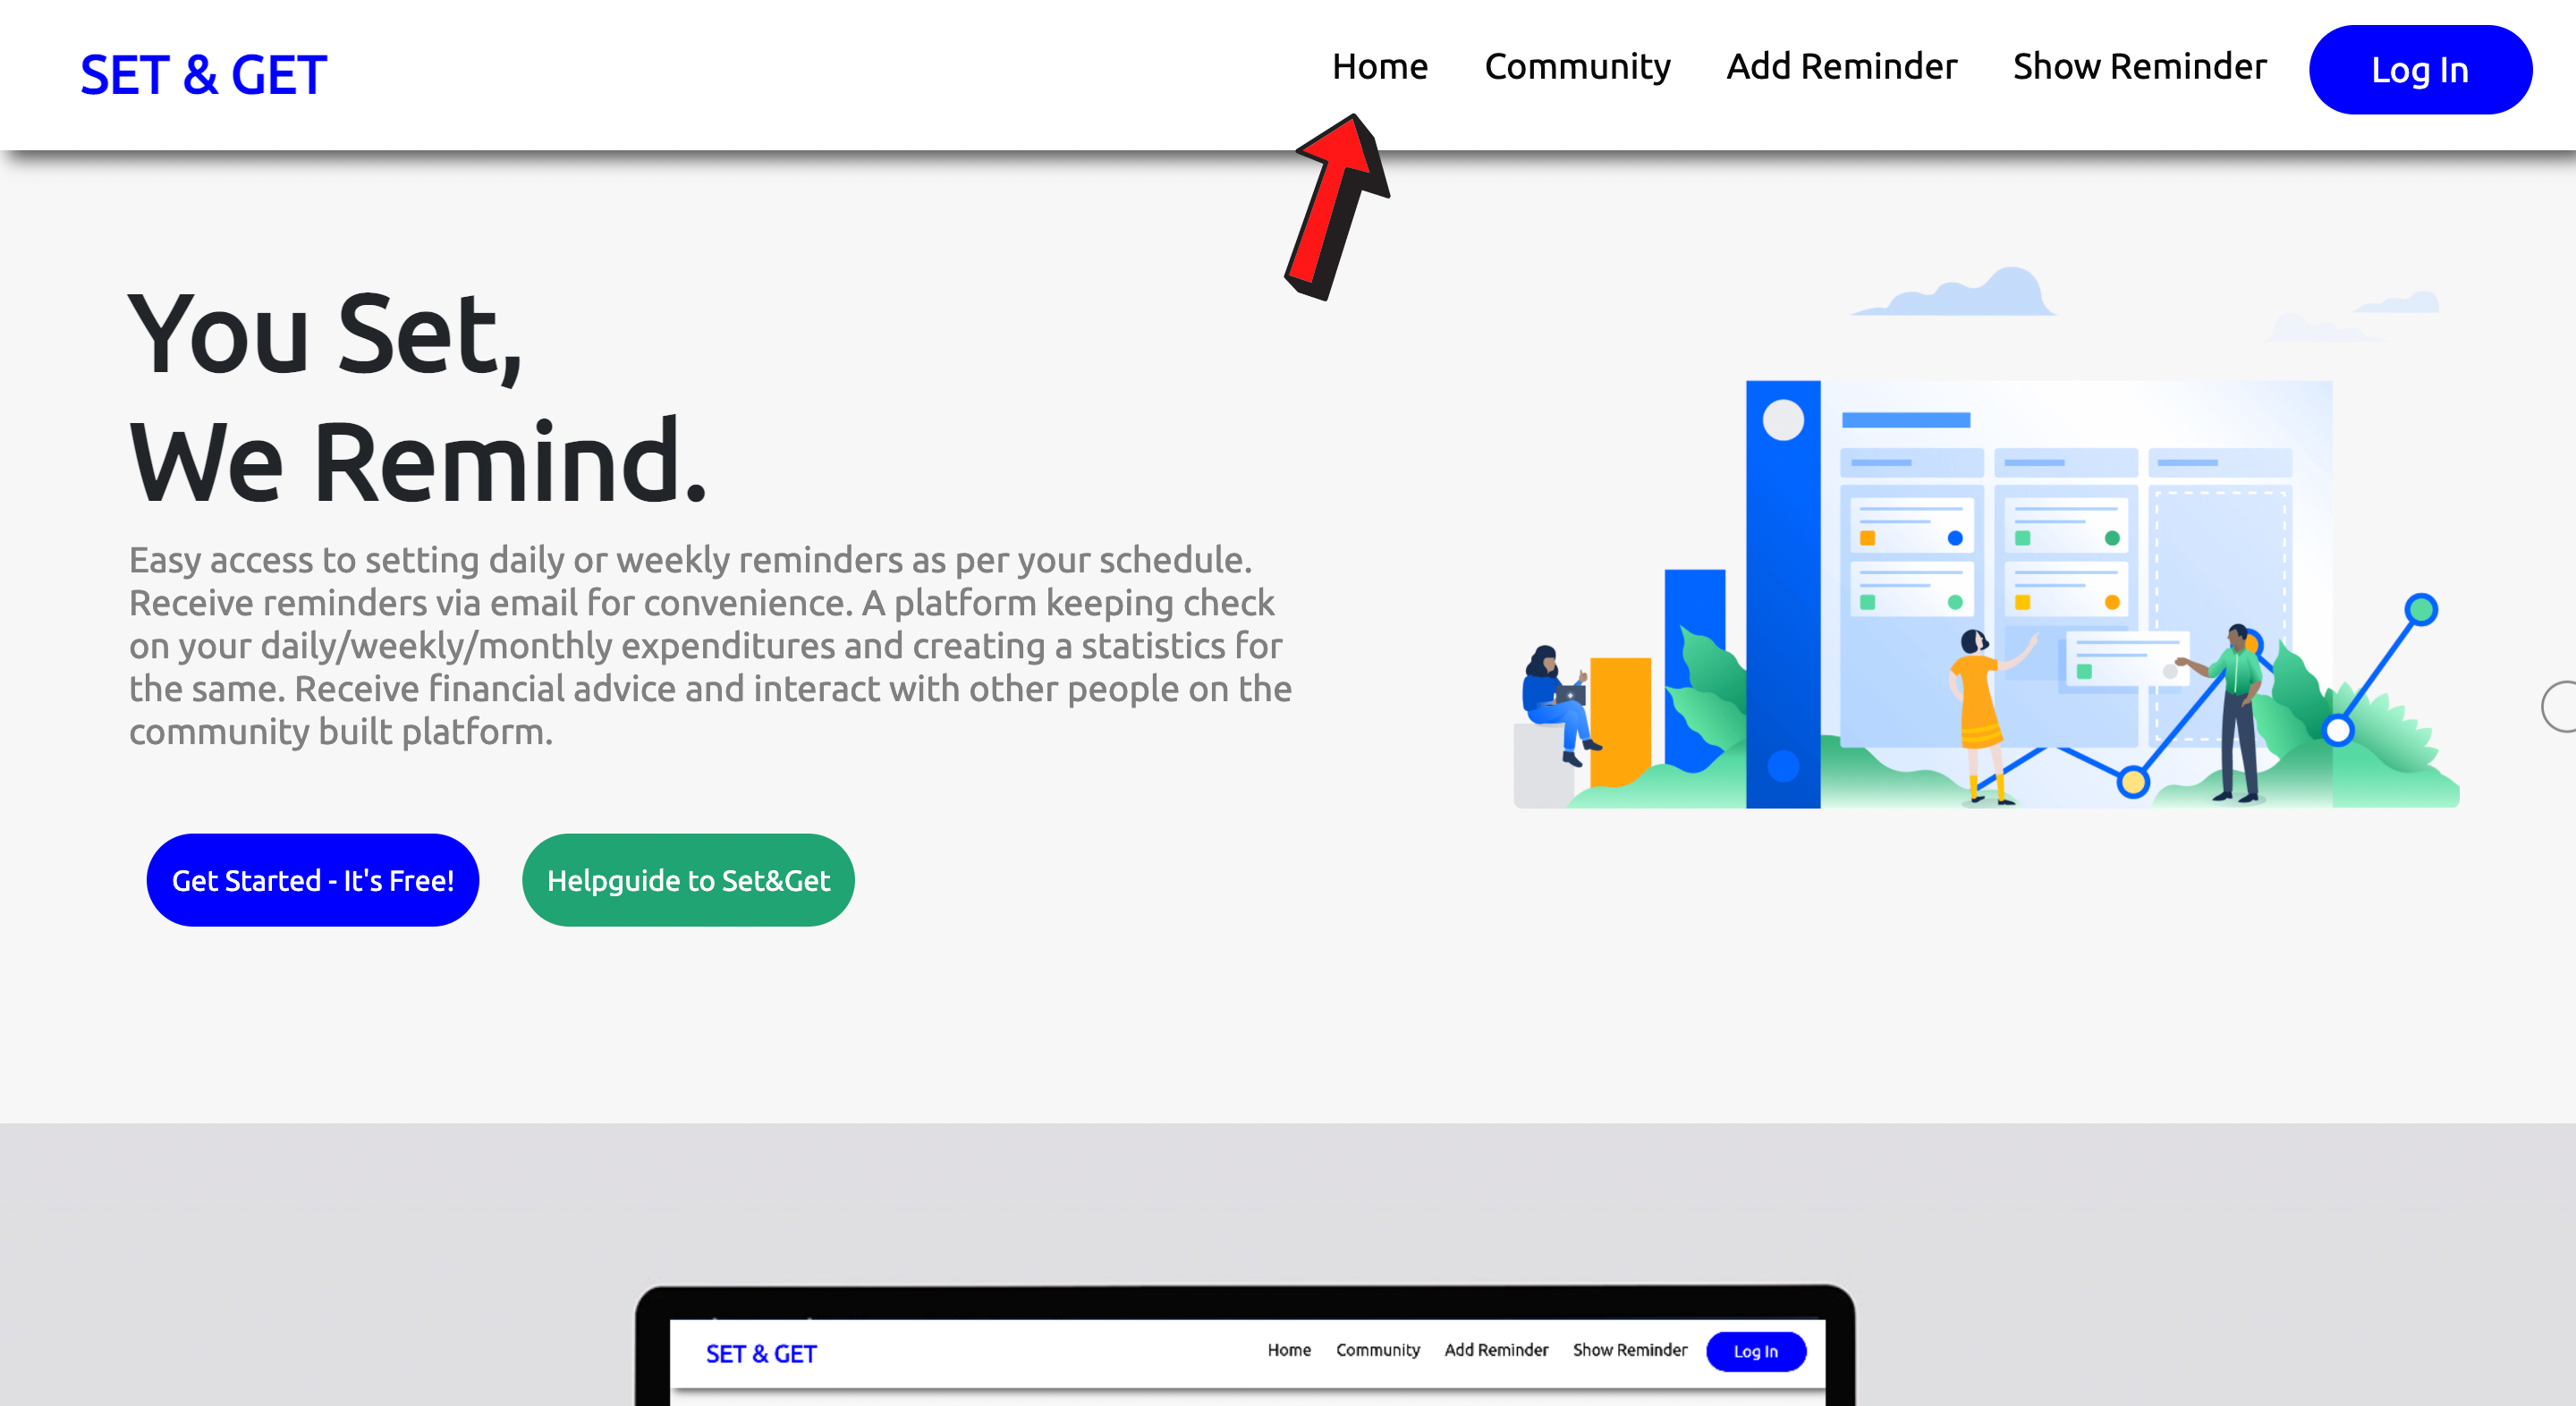 SET & GET
Home
Community
Add Reminder
Show Reminder
Log In
You Set,
We Remind.
Easy access to setting daily or weekly reminders as per your schedule.
Receive reminders via email for convenience. A platform keeping check
on your daily/weekly/monthly expenditures and creating a statistics for
the same. Receive financial advice and interact with other people on the
community built platform.
Get Started - It's Free!
Helpguide to Set&Get
SET & GET
Home
Community
Add Reminder
Show Reminder
Log In